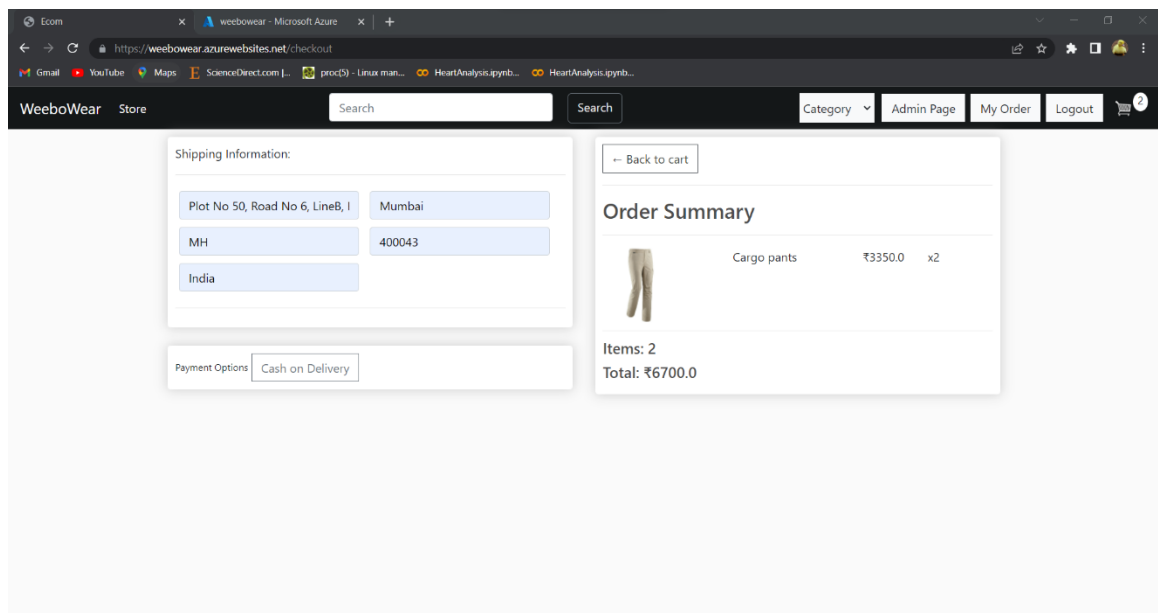 Ecom
weebowear - Microsoft Azure
https://weebowear.azurewebsites.net/checkout
Gmail YouTube Maps ScienceDirect.com |... proc(5) - Linux man... HeartAnalysis.ipynb... HeartAnalysis.ipynb...
WeeboWear Store Search Search Category Admin Page My Order Logout 2
Shipping Information:
Plot No 50, Road No 6, LineB, Mumbai
MH 400043
India
Payment Options Cash on Delivery
← Back to cart
Order Summary
Cargo pants ₹3350.0 x2
Items: 2
Total: ₹6700.0